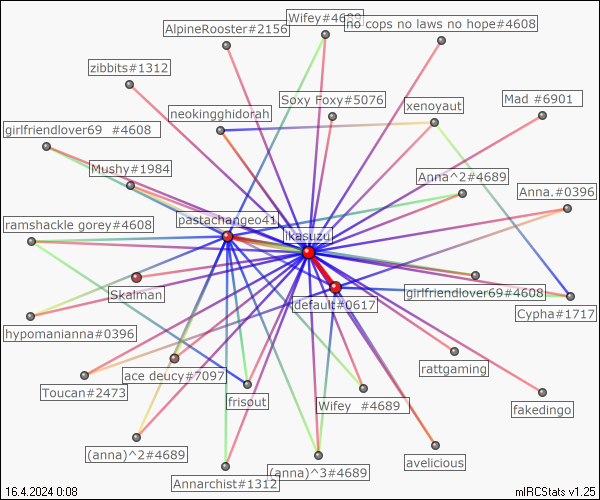 Wifey #4689
no cops no laws no hope#4608
AlpineRooster#2156
zibbits#1312
Soxy Foxy#5076
Mad #6901
neokingghidorah
xenoyaut
girlfriendlover69 #4608
Mushy#1984
Anna^2#4689
Anna.#0396
ramshackle gorey#4608
pastachangeo41
ikasuzu
Skalman
default#0617
girlfriendlover69#4608
Cypha#1717
hypomanianna#0396
rattgaming
ace deucy#7097
Toucan#2473
frisout
Wifey #4689
fakedingo
(anna)^2#4689
(anna)^3#4689
avelicious
Annarchist#1312
16.4.2024 0:08
mIRCStats v1.25